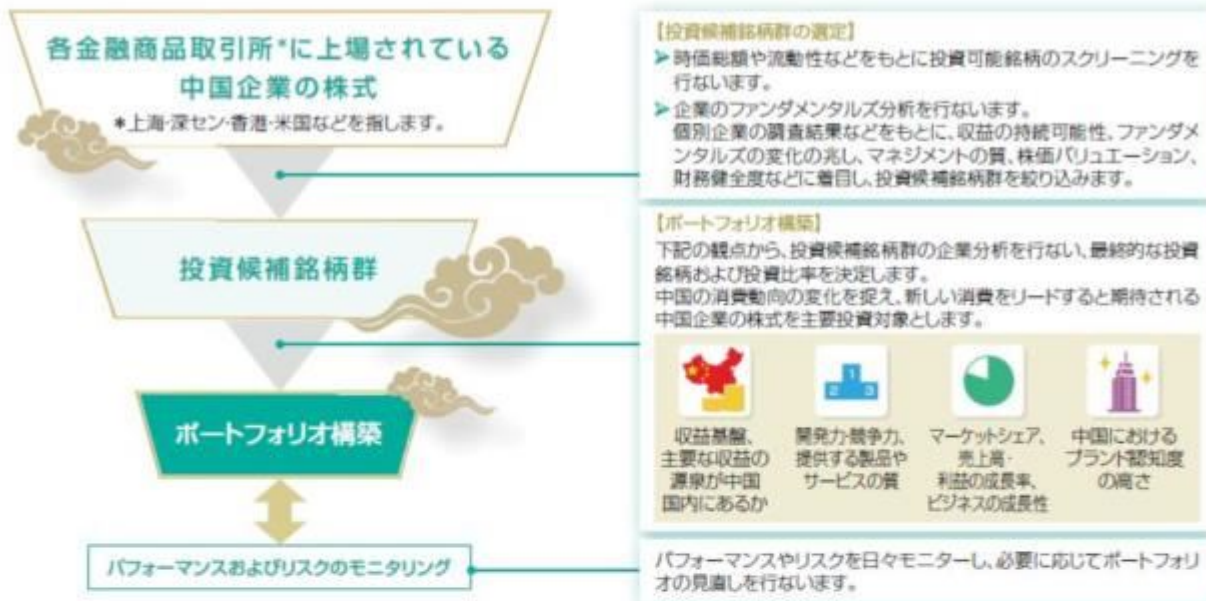 各金融商品取引所*に上場されている
中国企業の株式
*上海・深セン・香港・米国などを指します。
投資候補銘柄群
ポートフォリオ構築
パフォーマンスおよびリスクのモニタリング
【投資候補銘柄群の選定】
➤時価総額や流動性などをもとに投資可能銘柄のスクリーニングを
行ないます。
➤企業のファンダメンタルズ分析を行ないます。
個別企業の調査結果などをもとに、収益の持続可能性、ファンダメ
ンタルズの変化の兆し、マネジメントの質、株価バリュエーション、
財務健全度などに着目し、投資候補銘柄群を絞り込みます。
【ポートフォリオ構築】
下記の観点から、投資候補銘柄群の企業分析を行ない、最終的な投資
銘柄および投資比率を決定します。
中国の消費動向の変化を捉え、新しい消費をリードすると期待される
中国企業の株式を主要投資対象とします。
1
2 3
収益基盤、
主要な収益の
源泉が中国
国内にあるか
開発力・競争力、
提供する製品や
サービスの質
マーケットシェア、
売上高・
利益の成長率、
ビジネスの成長性
中国における
ブランド認知度
の高さ
パフォーマンスやリスクを日々モニターし、必要に応じてポートフォリ
オの見直しを行ないます。